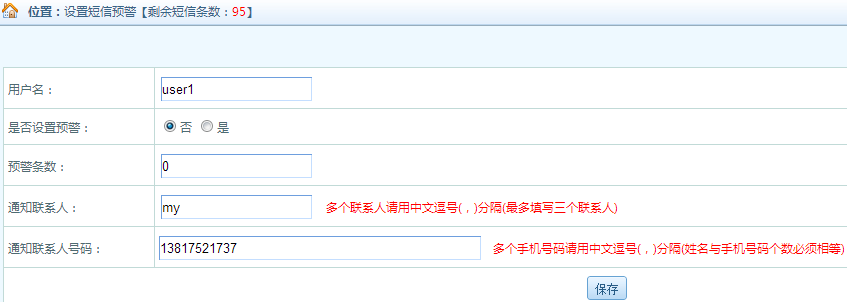 位置：设置短信预警【剩余短信条数：95】
用户名： user1
是否设置预警： 否 是
预警条数： 0
通知联系人： my 多个联系人请用中文逗号(，)分隔(最多填写三个联系人)
通知联系人号码： 13817521737 多个手机号码请用中文逗号(，)分隔(姓名与手机号码个数必须相等)
保存